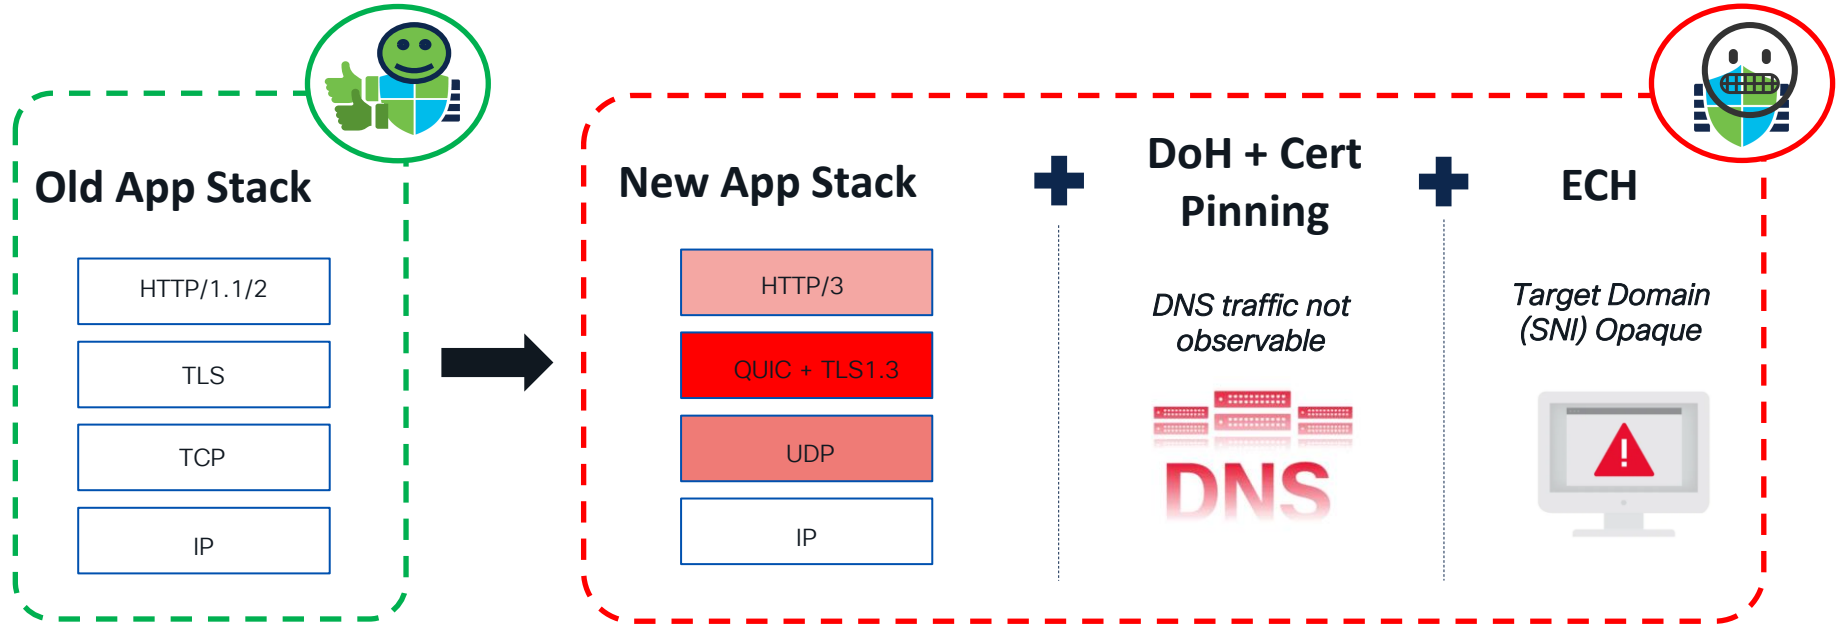 Old App Stack
HTTP/1.1/2
TLS
TCP
IP
New App Stack
HTTP/3
QUIC + TLS1.3
UDP
IP
DoH + Cert
Pinning
DNS traffic not
observable
DNS
ECH
Target Domain
(SNI) Opaque